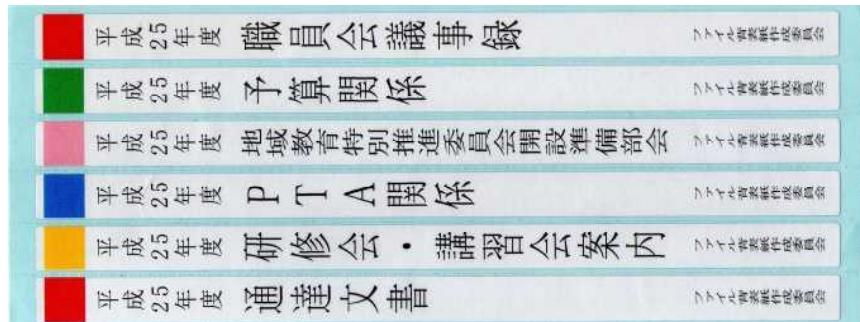 平成25年度 職員会議事録 ファイル背表紙作成委員会
平成25年度 予算関係 ファイル背表紙作成委員会
平成25年度 地域教育特別推進委員会開設準備部会 ファイル背表紙作成委員会
平成25年度 PTA関係 ファイル背表紙作成委員会
平成25年度 研修会・講習会案内 ファイル背表紙作成委員会
平成25年度 通達文書 ファイル背表紙作成委員会